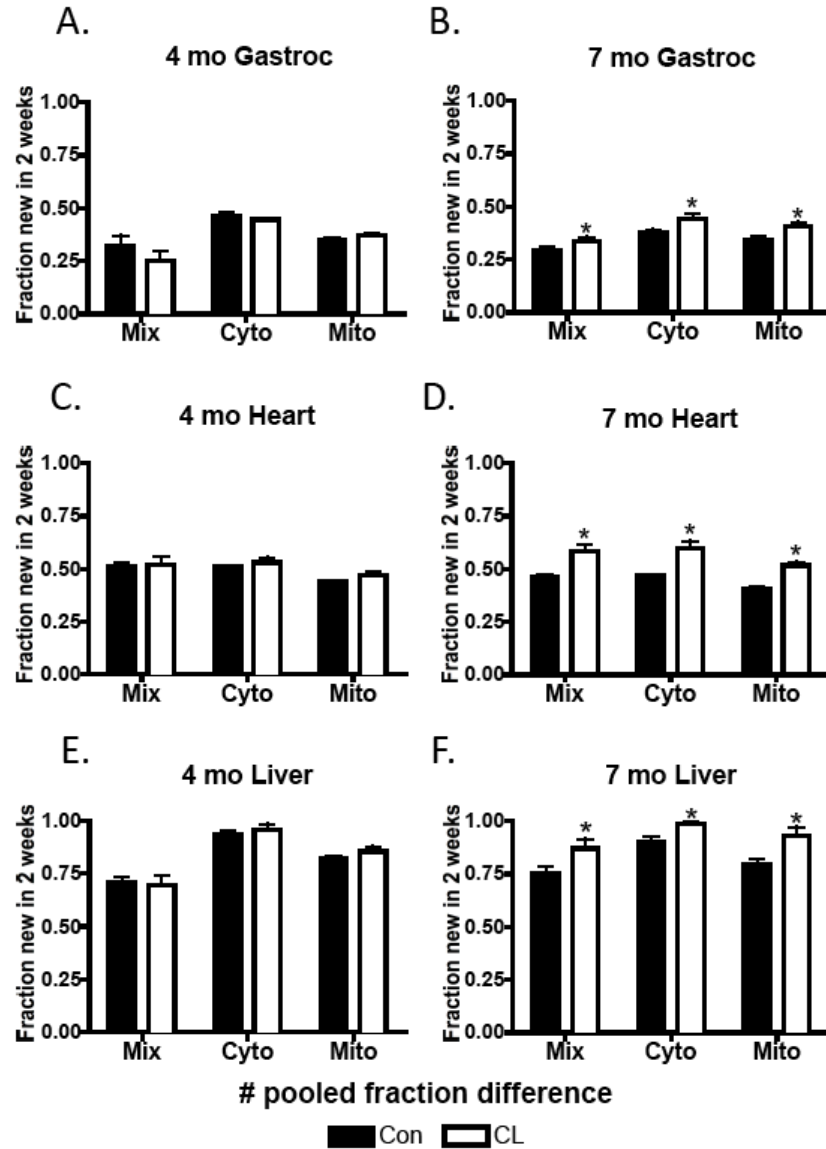 A.
4 mo Gastroc
Fraction new in 2 weeks
1.00
0.75
0.50
0.25
0.00
Mix Cyto Mito
B.
7 mo Gastroc
Fraction new in 2 weeks
1.00
0.75
0.50
0.25
0.00
* * *
Mix Cyto Mito
C.
4 mo Heart
Fraction new in 2 weeks
1.00
0.75
0.50
0.25
0.00
Mix Cyto Mito
D.
7 mo Heart
Fraction new in 2 weeks
1.00
0.75
0.50
0.25
0.00
* * *
Mix Cyto Mito
E.
4 mo Liver
Fraction new in 2 weeks
1.00
0.75
0.50
0.25
0.00
Mix Cyto Mito
F.
7 mo Liver
Fraction new in 2 weeks
1.00
0.75
0.50
0.25
0.00
* * *
Mix Cyto Mito
# pooled fraction difference
Con CL